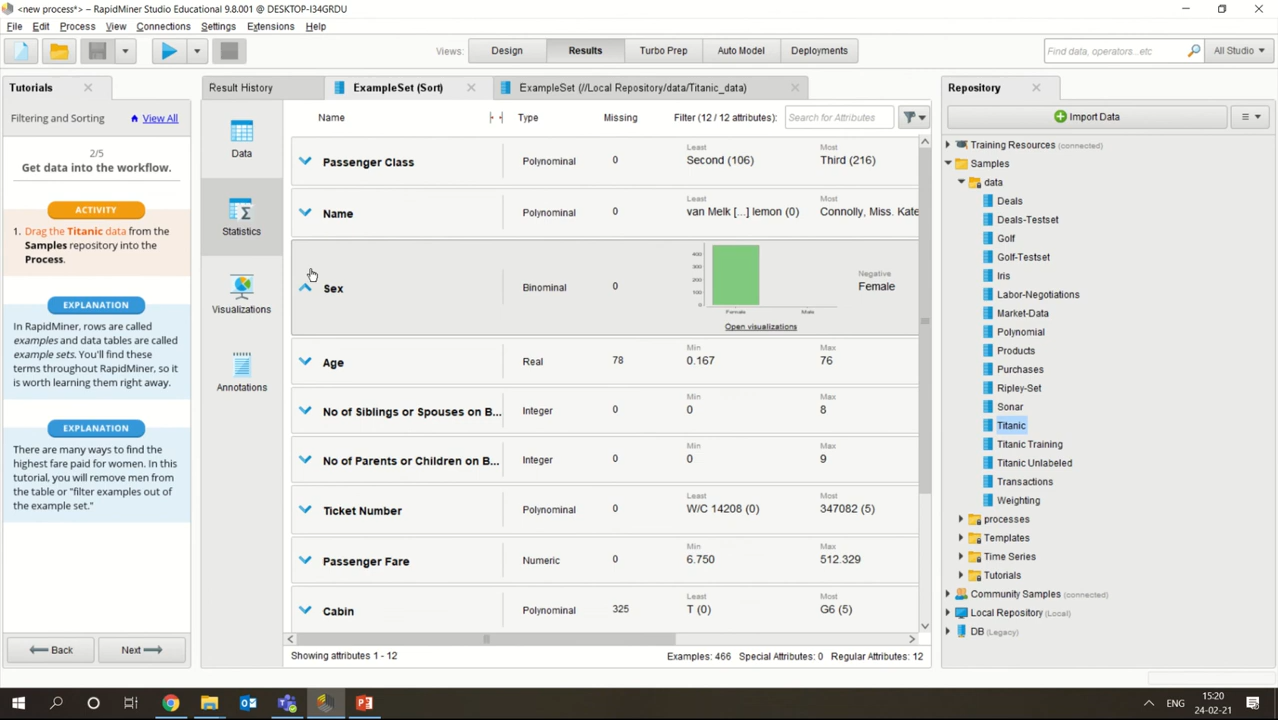 <new process*> – RapidMiner Studio Educational 9.8.001 @ DESKTOP-I34GRDU
File Edit Process View Connections Settings Extensions Help
Views: Design Results Turbo Prep Auto Model Deployments
Find data, operators...etc
All Studio
Tutorials
Filtering and Sorting View All
2/5
Get data into the workflow.
ACTIVITY
1. Drag the Titanic data from the
Samples repository into the
Process.
EXPLANATION
In RapidMiner, rows are called
examples and data tables are called
example sets. You'll find these
terms throughout RapidMiner, so it
is worth learning them right away.
EXPLANATION
There are many ways to find the
highest fare paid for women. In this
tutorial, you will remove men from
the table or "filter examples out of
the example set."
Back Next
Result History
ExampleSet (Sort)
ExampleSet (//Local Repository/data/Titanic_data)
Data
Statistics
Visualizations
Annotations
Name Type Missing Filter (12 / 12 attributes): Search for Attributes
Least Most
Passenger Class Polynominal 0 Second (106) Third (216)
Least Most
Name Polynominal 0 van Melk [...] lemon (0) Connolly, Miss. Kate
400
300
200
100
0
Female Male
Open visualizations
Sex Binominal 0
Negative
Female
Min Max
Age Real 78 0.167 76
Min Max
No of Siblings or Spouses on B... Integer 0 0 8
Min Max
No of Parents or Children on B... Integer 0 0 9
Least Most
Ticket Number Polynominal 0 W/C 14208 (0) 347082 (5)
Min Max
Passenger Fare Numeric 0 6.750 512.329
Least Most
Cabin Polynominal 325 T (0) G6 (5)
Showing attributes 1 - 12
Examples: 466 Special Attributes: 0 Regular Attributes: 12
Repository
Import Data
Training Resources (connected)
Samples
data
Deals
Deals-Testset
Golf
Golf-Testset
Iris
Labor-Negotiations
Market-Data
Polynomial
Products
Purchases
Ripley-Set
Sonar
Titanic
Titanic Training
Titanic Unlabeled
Transactions
Weighting
processes
Templates
Time Series
Tutorials
Community Samples (connected)
Local Repository (Local)
DB (Legacy)
ENG
15:20
24-02-21